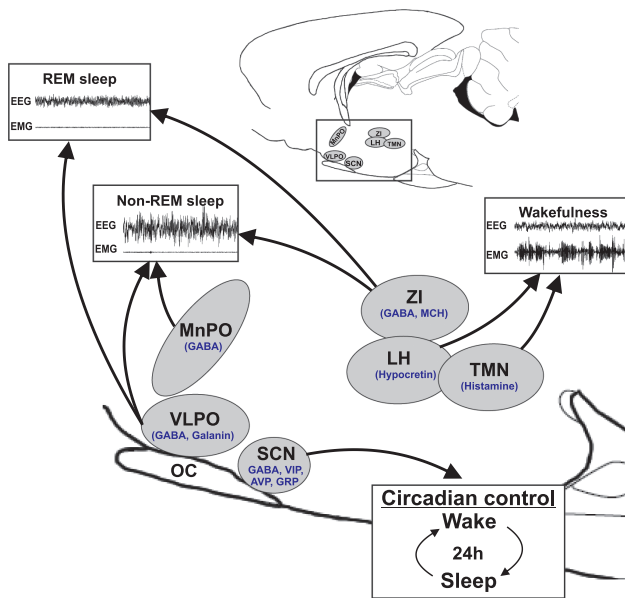 REM sleep
EEG
EMG
MnPO
ZI
LH
TMN
VLPO
SCN
Non-REM sleep
EEG
EMG
Wakefulness
EEG
EMG
ZI
(GABA, MCH)
MnPO
(GABA)
LH
(Hypocretin)
TMN
(Histamine)
VLPO
(GABA, Galanin)
SCN
GABA, VIP,
AVP, GRP
OC
Circadian control
Wake
24h
Sleep